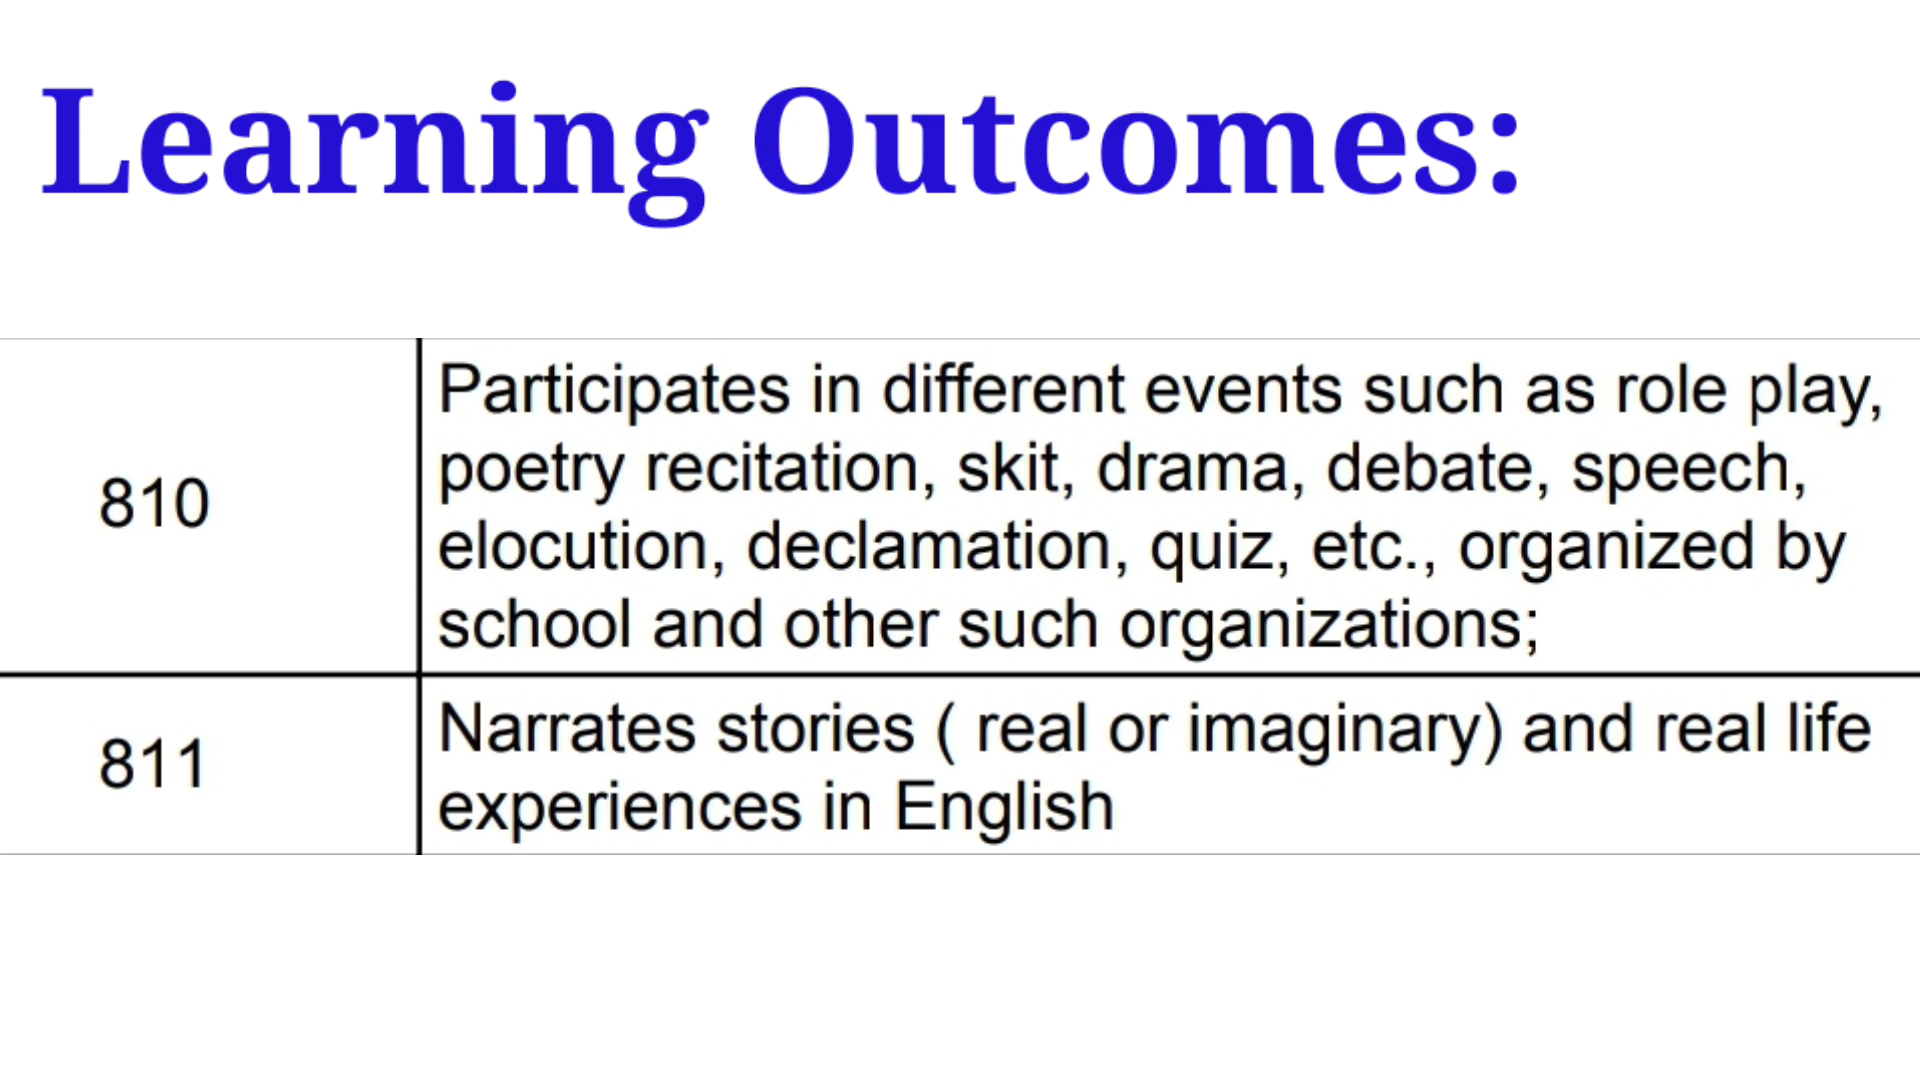 Learning Outcomes:
810
Participates in different events such as role play,
poetry recitation, skit, drama, debate, speech,
elocution, declamation, quiz, etc., organized by
school and other such organizations;
811
Narrates stories ( real or imaginary) and real life
experiences in English